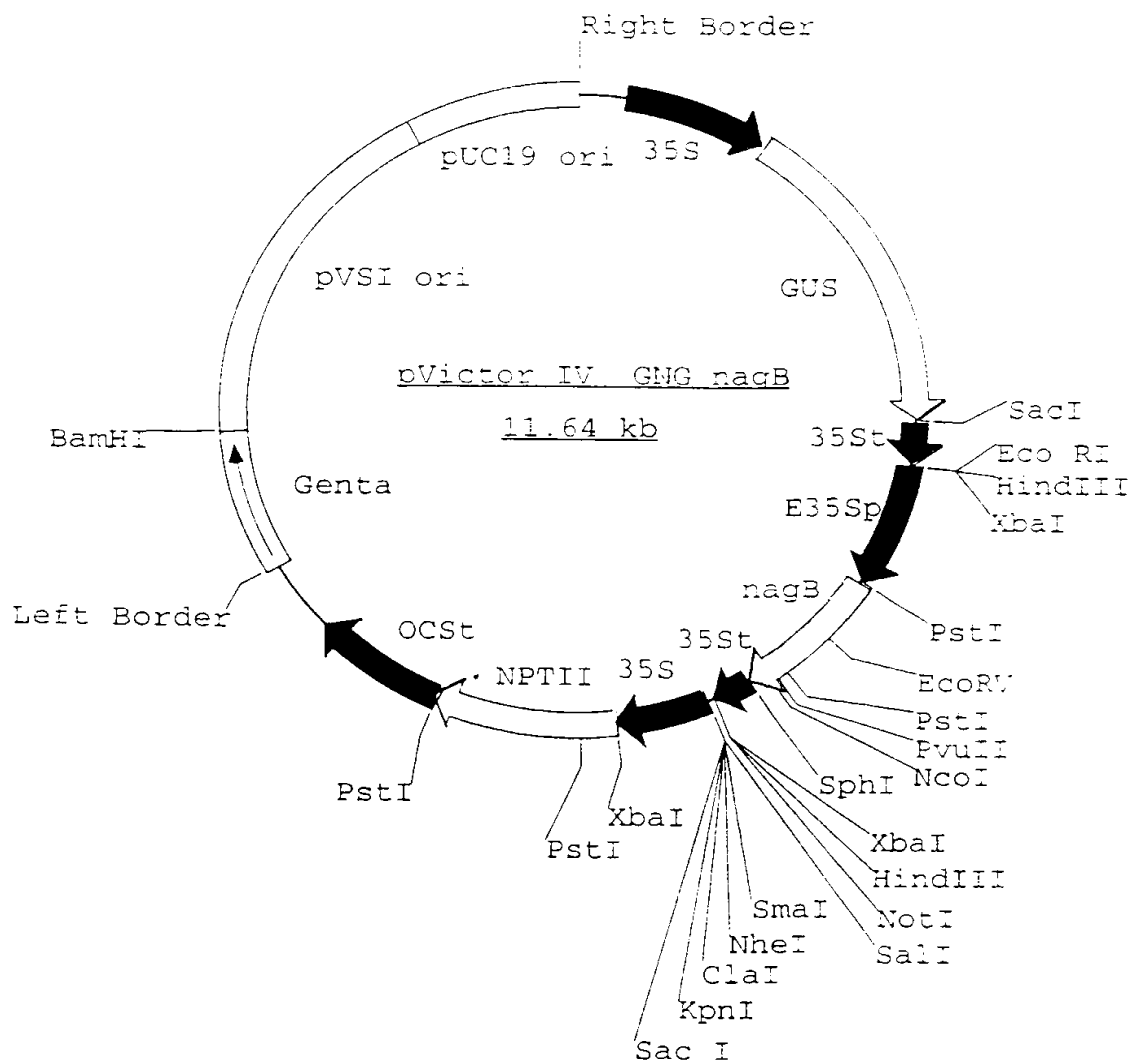 Right Border
35S
pUC19 ori
GUS
pVSI ori
pVictor IV GNG nagB
11.64 kb
SacI
BamHI
35St
Eco RI
Genta
HindIII
E35Sp
XbaI
nagB
Left Border
PstI
OCSt
35St
NPTII
35S
EcoRV
PstI
PvuII
NcoI
SphI
PstI
XbaI
XbaI
PstI
HindIII
SmaI
NotI
NheI
SalI
ClaI
KpnI
Sac I